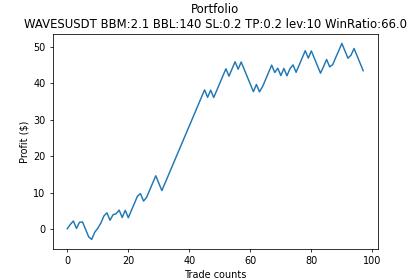 Portfolio
WAVESUSDT BBM:2.1 BBL:140 SL:0.2 TP:0.2 lev:10 WinRatio:66.0
50
40
30
20
10
0
Profit ($)
0 20 40 60 80 100
Trade counts